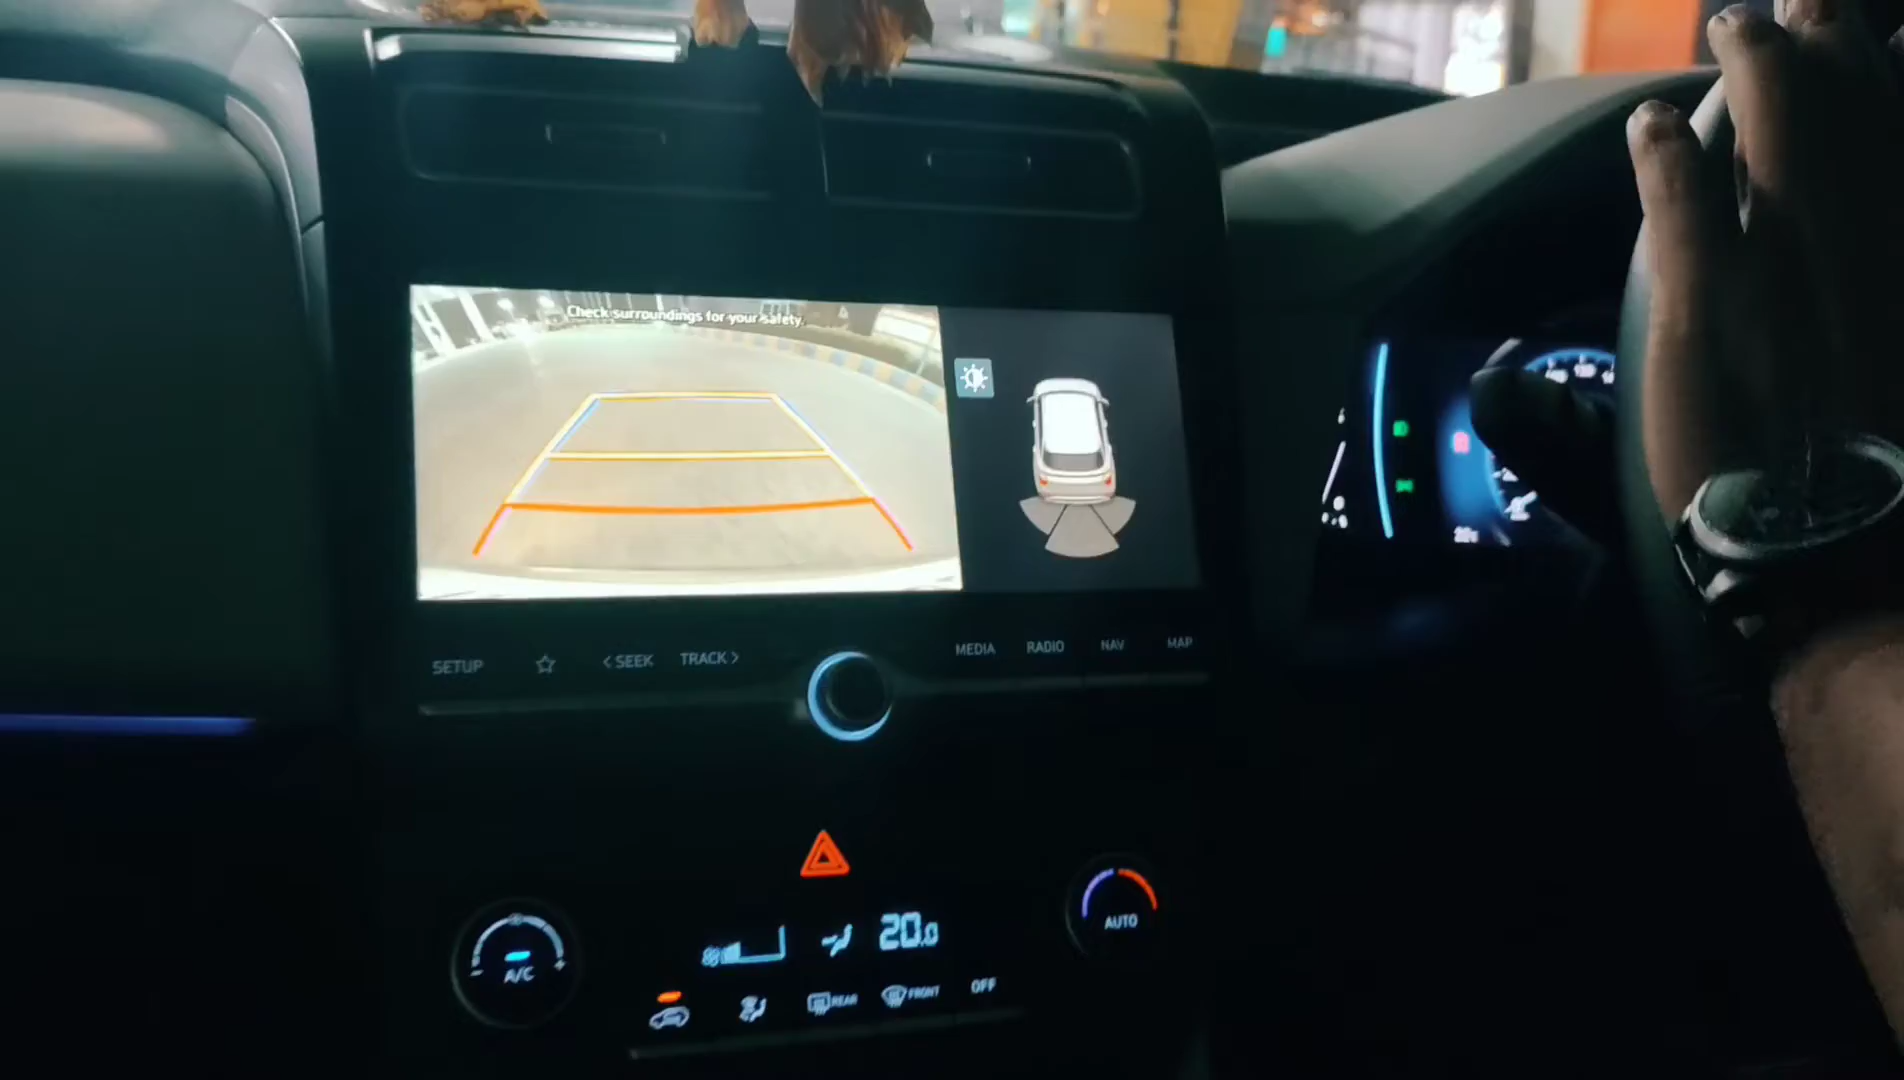 Check surroundings for your safety.
SETUP
< SEEK
TRACK >
MEDIA
RADIO
NAV
MAP
A/C
20.0
AUTO
REAR
FRONT
OFF